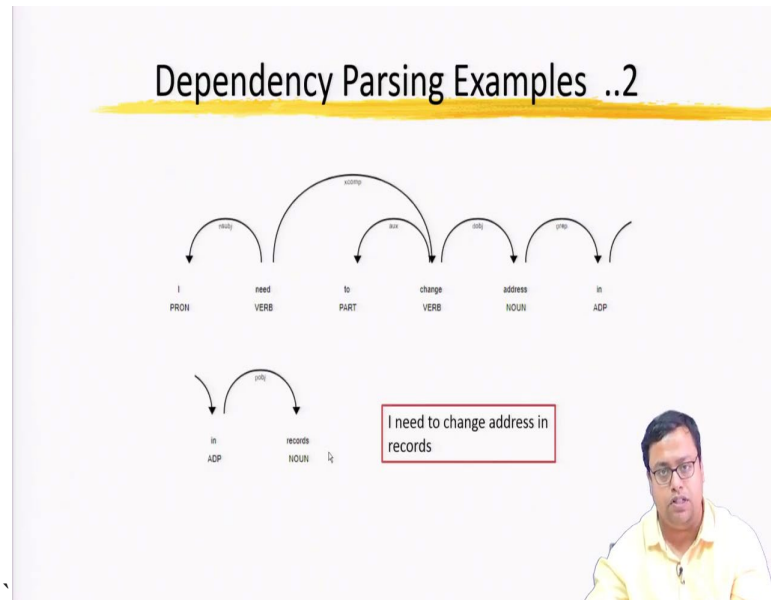 Dependency Parsing Examples ..2
xcomp
nsubj aux dobj prep
I need to change address in
PRON VERB PART VERB NOUN ADP
pobj
in records
ADP NOUN
I need to change address in
records
`